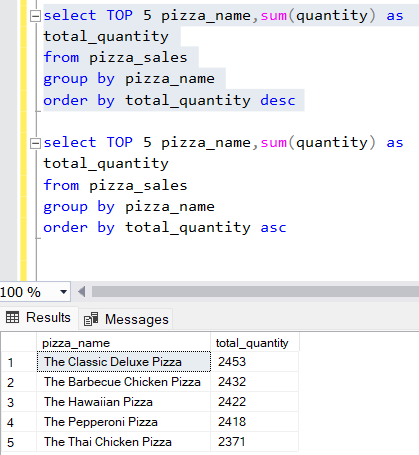 select TOP 5 pizza_name,sum(quantity) as
total_quantity
from pizza_sales
group by pizza_name
order by total_quantity desc
select TOP 5 pizza_name,sum(quantity) as
total_quantity
from pizza_sales
group by pizza_name
order by total_quantity asc
100 %
Results Messages
pizza_name total_quantity
1 The Classic Deluxe Pizza 2453
2 The Barbecue Chicken Pizza 2432
3 The Hawaiian Pizza 2422
4 The Pepperoni Pizza 2418
5 The Thai Chicken Pizza 2371